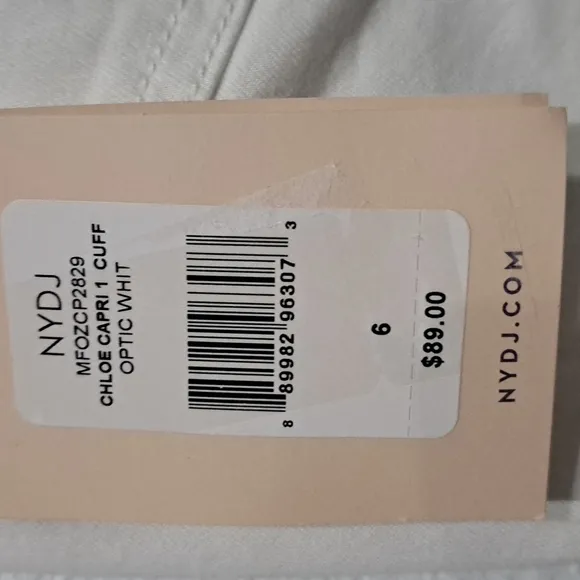 NYDJ
MFOZCP2829
CHLOE CAPRI 1 CUFF
OPTIC WHIT
8 89982 96307 3
6
$89.00
NYDJ.COM